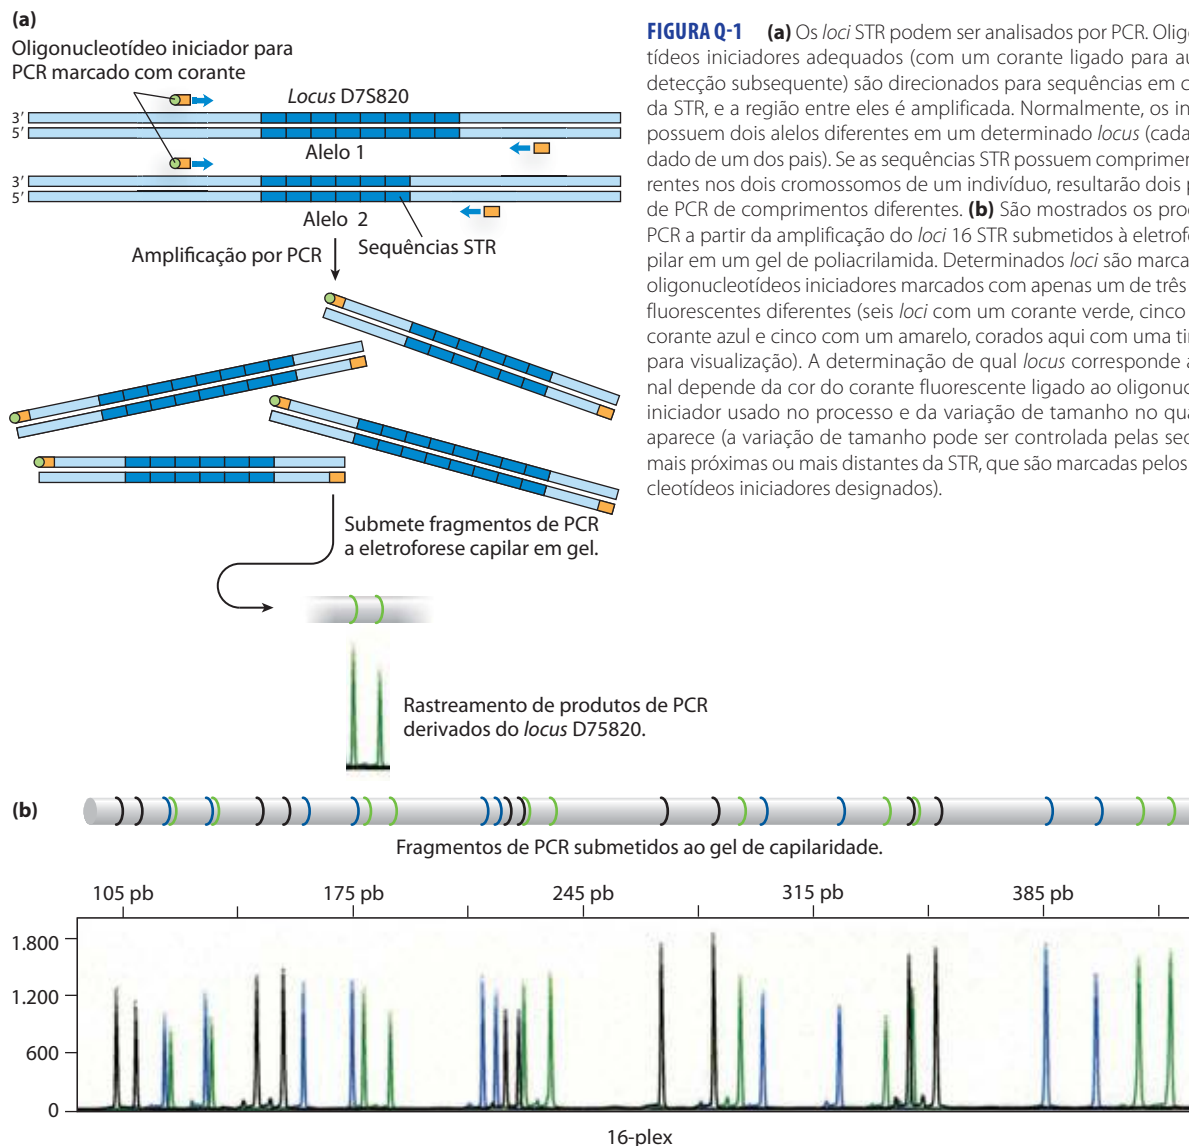 (a)
Oligonucleotídeo iniciador para
PCR marcado com corante
Locus D7S820
3′
5′
Alelo 1
3′
5′
Alelo 2
Sequências STR
Amplificação por PCR
Submete fragmentos de PCR
a eletroforese capilar em gel.
Rastreamento de produtos de PCR
derivados do locus D75820.
FIGURA Q-1 (a) Os loci STR podem ser analisados por PCR. Oligo
tídeos iniciadores adequados (com um corante ligado para au
detecção subsequente) são direcionados para sequências em c
da STR, e a região entre eles é amplificada. Normalmente, os in
possuem dois alelos diferentes em um determinado locus (cada
dado de um dos pais). Se as sequências STR possuem comprimen
rentes nos dois cromossomos de um indivíduo, resultarão dois p
de PCR de comprimentos diferentes. (b) São mostrados os prod
PCR a partir da amplificação do loci 16 STR submetidos à eletrofo
pilar em um gel de poliacrilamida. Determinados loci são marca
oligonucleotídeos iniciadores marcados com apenas um de três
fluorescentes diferentes (seis loci com um corante verde, cinco
corante azul e cinco com um amarelo, corados aqui com uma tin
para visualização). A determinação de qual locus corresponde a
nal depende da cor do corante fluorescente ligado ao oligonuc
iniciador usado no processo e da variação de tamanho no qua
aparece (a variação de tamanho pode ser controlada pelas sec
mais próximas ou mais distantes da STR, que são marcadas pelos
cleotídeos iniciadores designados).
(b)
Fragmentos de PCR submetidos ao gel de capilaridade.
105 pb 175 pb 245 pb 315 pb 385 pb
1.800
1.200
600
0
16-plex